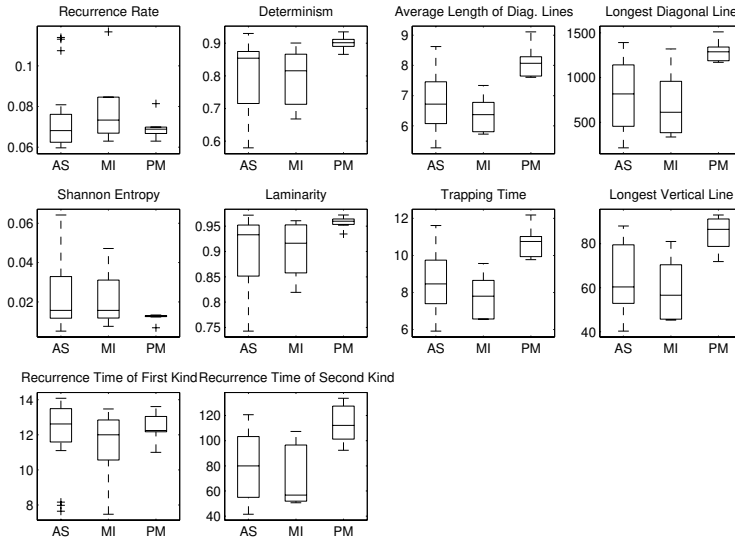 Recurrence Rate
0.1
0.08
0.06
AS MI PM
Determinism
0.9
0.8
0.7
0.6
AS MI PM
Average Length of Diag. Lines
9
8
7
6
AS MI PM
Longest Diagonal Line
1500
1000
500
AS MI PM
Shannon Entropy
0.06
0.04
0.02
AS MI PM
Laminarity
0.95
0.9
0.85
0.8
0.75
AS MI PM
Trapping Time
12
10
8
6
AS MI PM
Longest Vertical Line
80
60
40
AS MI PM
Recurrence Time of First Kind
14
12
10
8
AS MI PM
Recurrence Time of Second Kind
120
100
80
60
40
AS MI PM